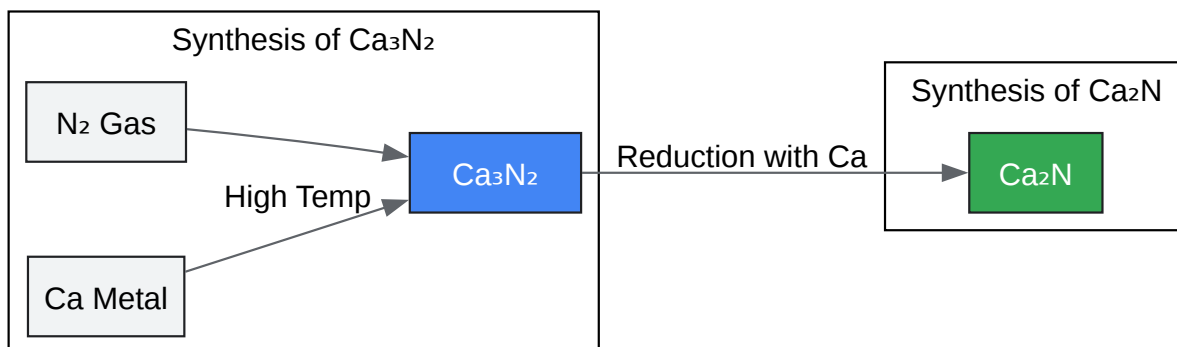 Synthesis of Ca₃N₂
N₂ Gas
High Temp
Ca Metal
Ca₃N₂
Reduction with Ca
Synthesis of Ca₂N
Ca₂N